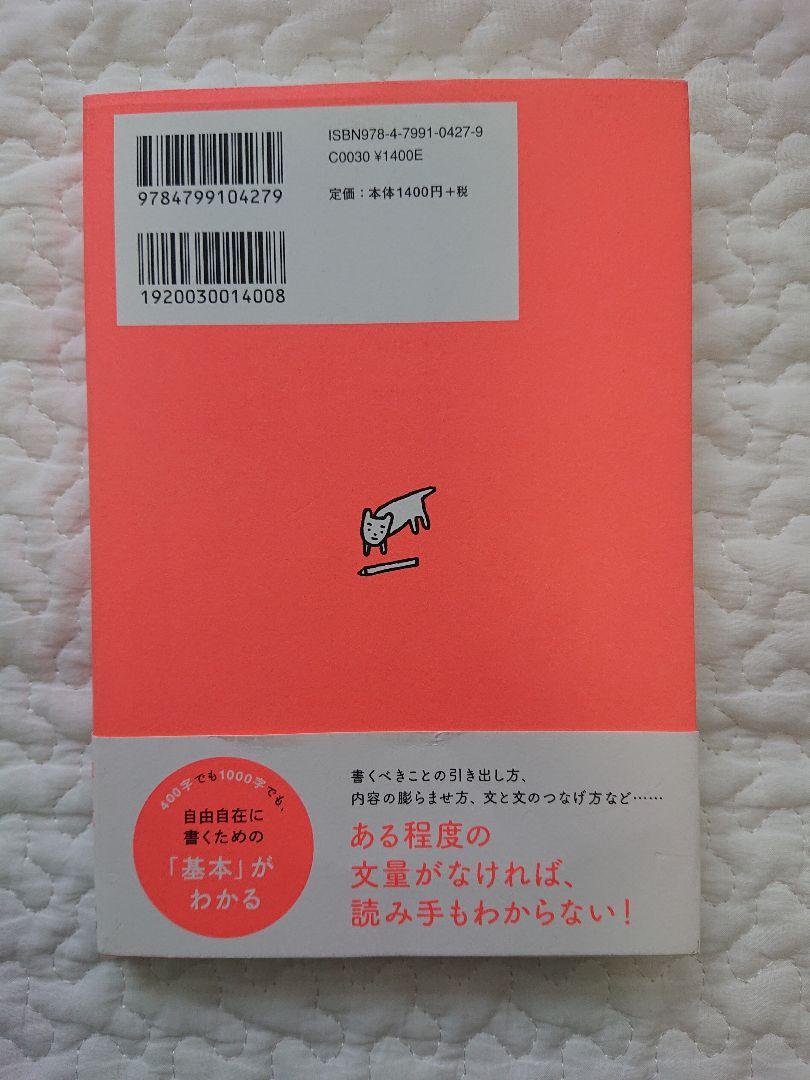 ISBN978-4-7991-0427-9
C0030 ¥1400E
定価：本体1400円+税
9784799104279
1920030014008
400字でも1000字でも、
自由自在に
書くための
「基本」が
わかる
書くべきことの引き出し方、
内容の膨らませ方、文と文のつなげ方など……
ある程度の
文量がなければ、
読み手もわからない！